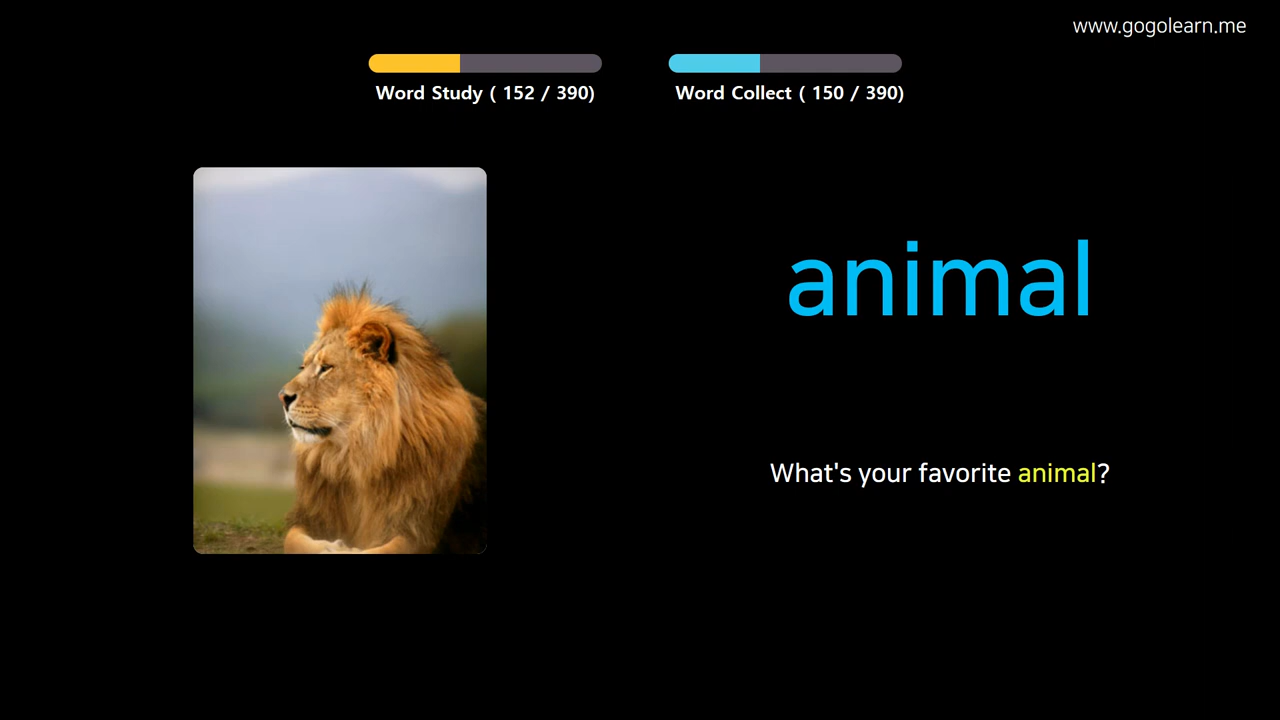 www.gogolearn.me
Word Study ( 152 / 390)
Word Collect ( 150 / 390)
animal
What's your favorite animal?